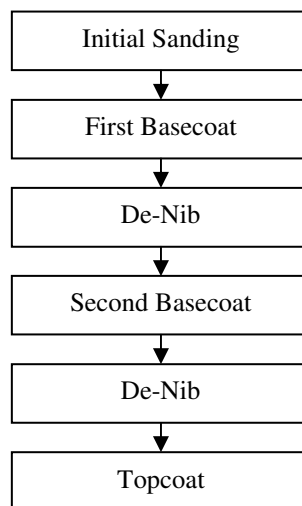 Initial Sanding
First Basecoat
De-Nib
Second Basecoat
De-Nib
Topcoat